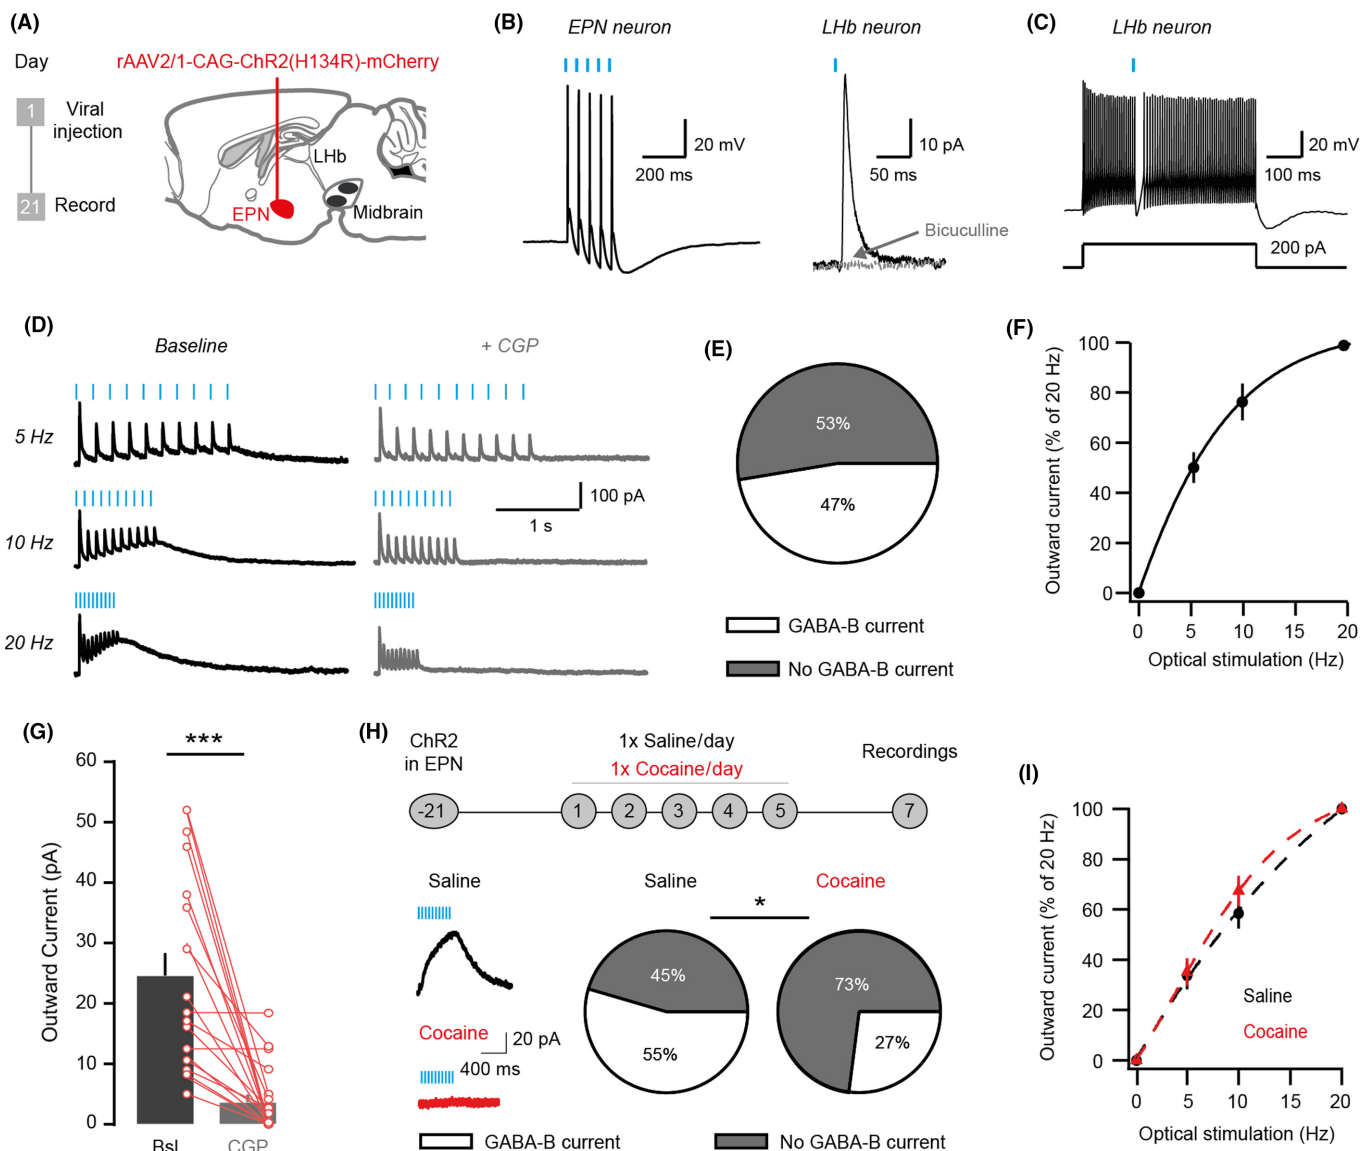 (A)
Day
rAAV2/1-CAG-ChR2(H134R)-mCherry
1
Viral
injection
21
Record
LHb
EPN
Midbrain
(B)
EPN neuron
20 mV
200 ms
LHb neuron
10 pA
50 ms
Bicuculline
(C)
LHb neuron
20 mV
100 ms
200 pA
(D)
Baseline
+ CGP
5 Hz
10 Hz
100 pA
1 s
20 Hz
(E)
53%
47%
GABA-B current
No GABA-B current
(F)
Outward current (% of 20 Hz)
100
80
60
40
20
0
0 5 10 15 20
Optical stimulation (Hz)
(G)
***
Outward Current (pA)
60
50
40
30
20
10
0
Bsl CGP
(H)
ChR2
in EPN
1x Saline/day
1x Cocaine/day
Recordings
-21 1 2 3 4 5 7
Saline
Cocaine
20 pA
400 ms
Saline
*
Cocaine
45%
55%
73%
27%
GABA-B current
No GABA-B current
(I)
Outward current (% of 20 Hz)
100
80
60
40
20
0
Saline
Cocaine
0 5 10 15 20
Optical stimulation (Hz)